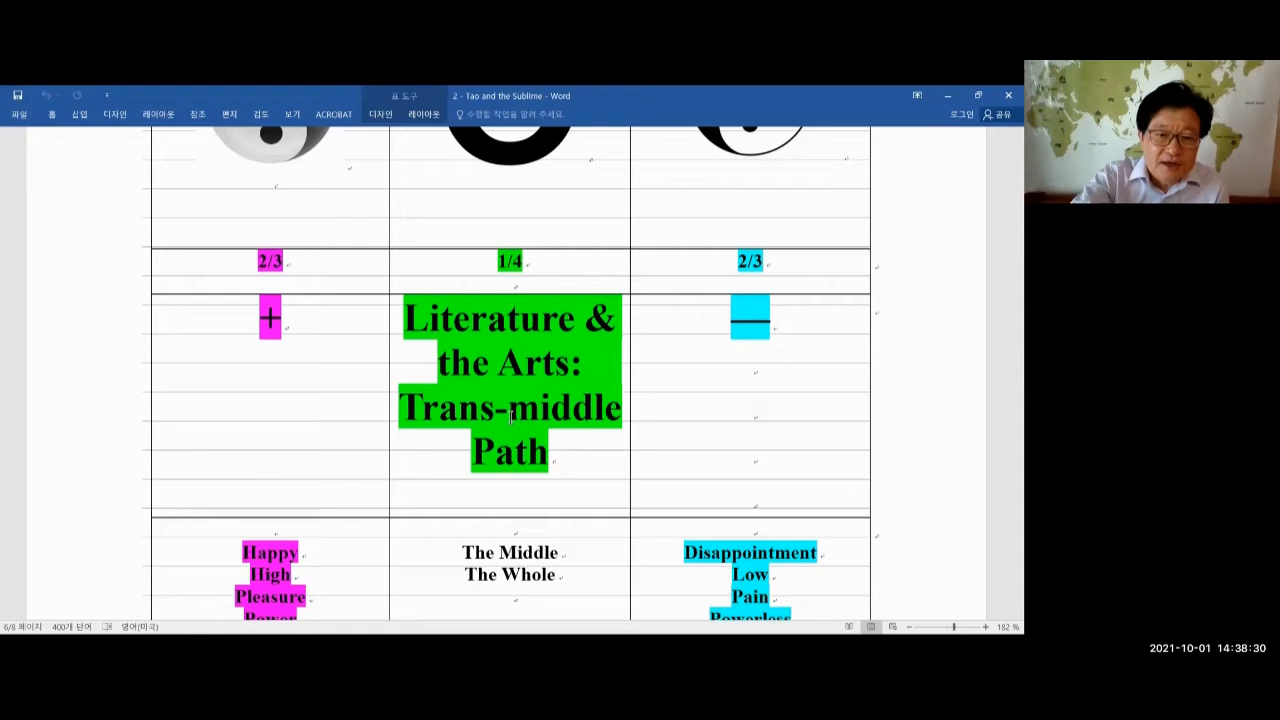 표 도구
2 - Tao and the Sublime - Word
파일 홈 삽입 디자인 레이아웃 참조 편지 검토 보기 ACROBAT 디자인 레이아웃 수행할 작업을 알려 주세요. 로그인 공유
2/3 1/4 2/3
+ Literature & —
the Arts:
Trans-middle
Path
Happy The Middle Disappointment
High The Whole Low
Pleasure Pain
Power Powerless
6/8 페이지 400개 단어 영어(미국) 182 %
2021-10-01 14:38:30